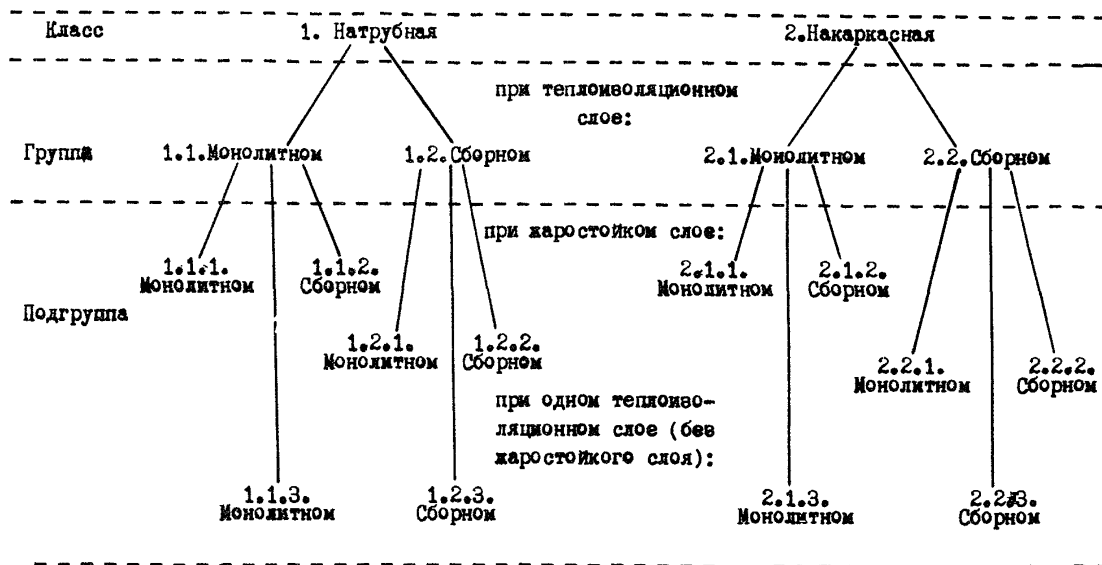 Класс 1. Натрубная 2.Накаркасная
при теплоизоляционном
слое:
Группа 1.1.Монолитном 1.2.Сборном 2.1.Монолитном 2.2.Сборном
при жаростойком слое:
1.1.1. 1.1.2. 2.1.1. 2.1.2.
Монолитном Сборном Монолитном Сборном
Подгруппа
1.2.1. 1.2.2. 2.2.1. 2.2.2.
Монолитном Сборном Монолитном Сборном
при одном теплоизо-
ляционном слое (без
жаростойкого слоя):
1.1.3. 1.2.3. 2.1.3. 2.2.3.
Монолитном Сборном Монолитном Сборном